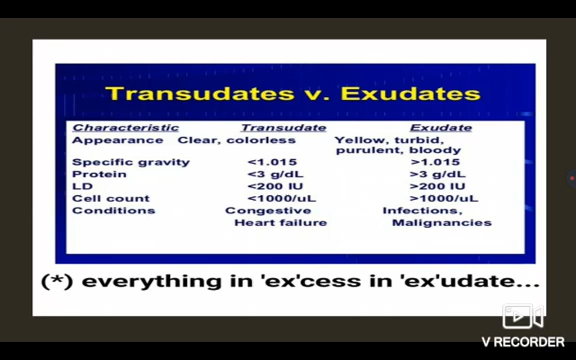 Transudates v. Exudates
Characteristic Transudate Exudate
Appearance Clear, colorless Yellow, turbid,
purulent, bloody
Specific gravity <1.015 >1.015
Protein <3 g/dL >3 g/dL
LD <200 IU >200 IU
Cell count <1000/uL >1000/uL
Conditions Congestive Infections,
Heart failure Malignancies
(*) everything in 'ex'cess in 'ex'udate...
V RECORDER